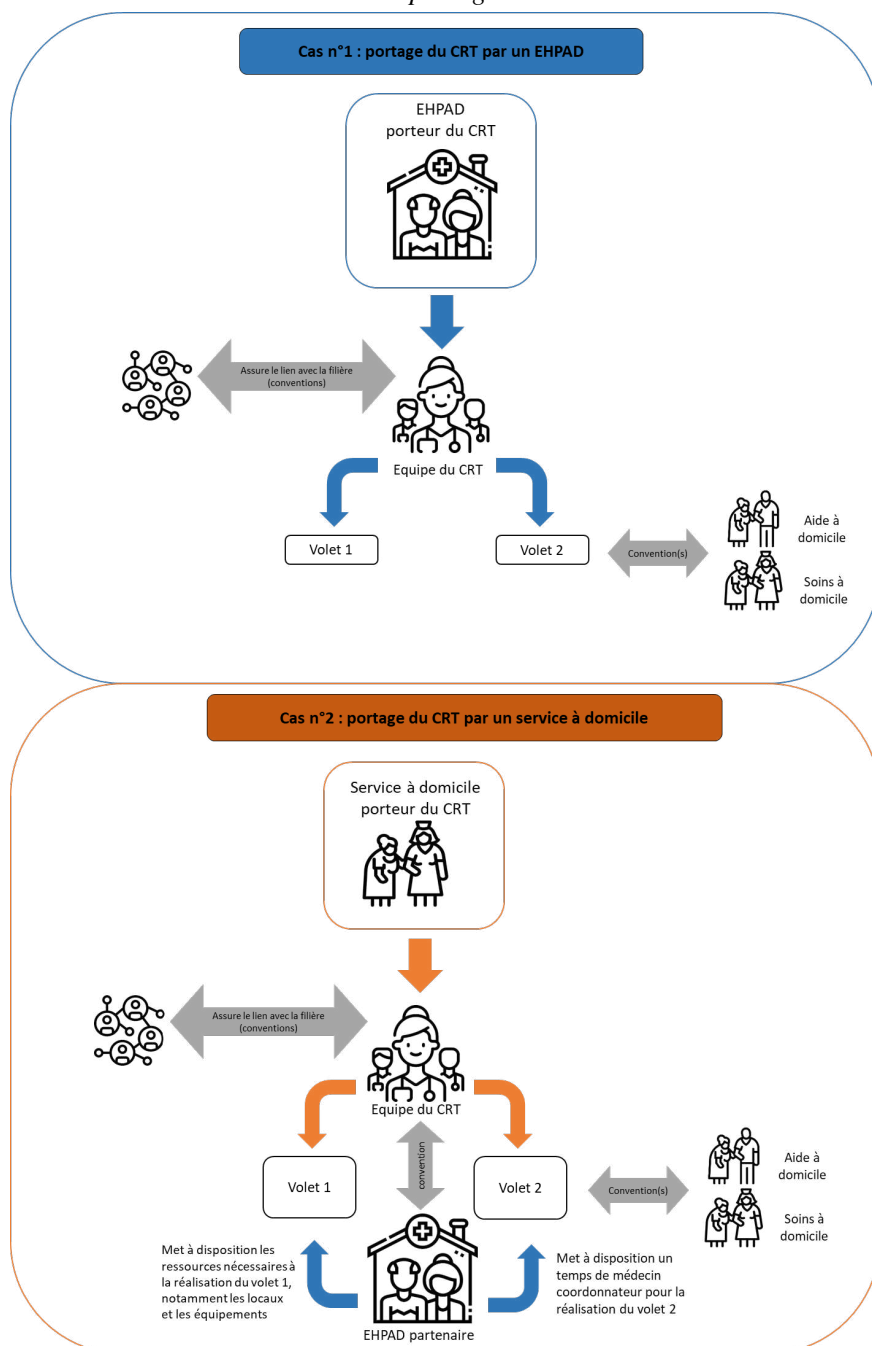 Cas n°1 : portage du CRT par un EHPAD
EHPAD
porteur du CRT
Assure le lien avec la filière
(conventions)
Equipe du CRT
Volet 1
Volet 2
Convention(s)
Aide à
domicile
Soins à
domicile
Cas n°2 : portage du CRT par un service à domicile
Service à domicile
porteur du CRT
Assure le lien avec la filière
(conventions)
Equipe du CRT
convention
Volet 1
Volet 2
Convention(s)
Aide à
domicile
Soins à
domicile
Met à disposition les
ressources nécessaires à
la réalisation du volet 1,
notamment les locaux
et les équipements
Met à disposition un
temps de médecin
coordonnateur pour la
réalisation du volet 2
EHPAD partenaire